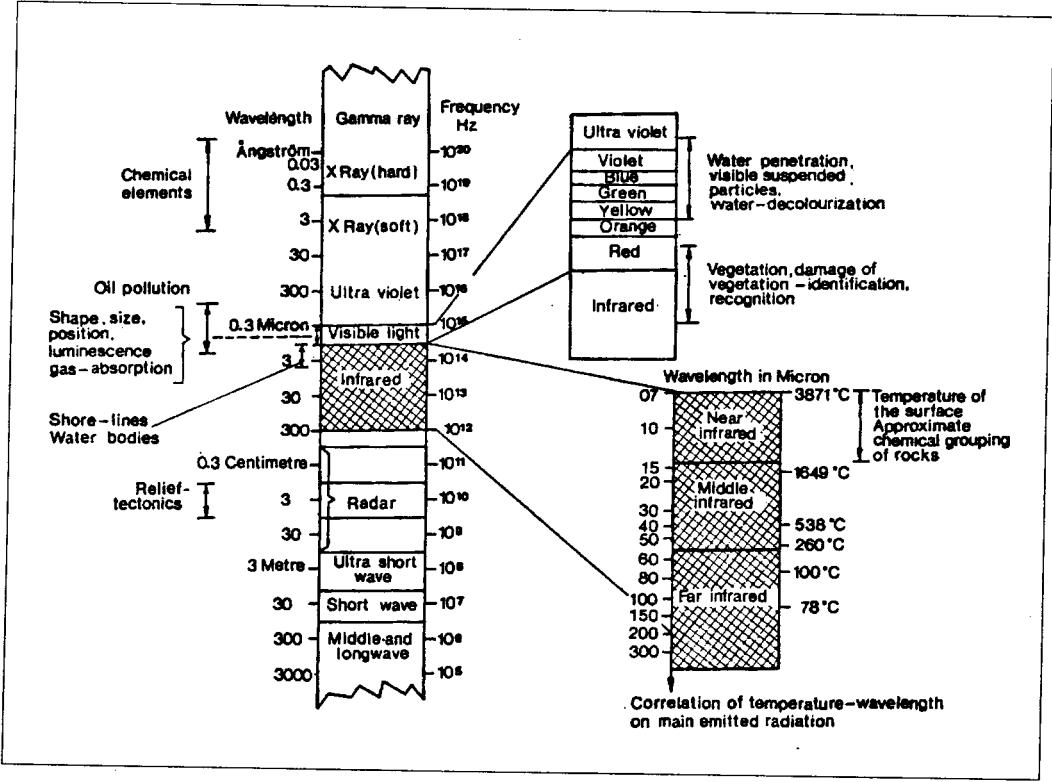 Wavelength
Gamma ray
Frequency
Hz
Ångström
0.03
0.3
3
30
300
0.3 Micron
3
30
300
0.3 Centimetre
3
30
3 Metre
30
300
3000
X Ray (hard)
X Ray (soft)
Ultra violet
Visible light
Infrared
Radar
Ultra short
wave
Short wave
Middle-and
longwave
10²⁰
10¹⁹
10¹⁸
10¹⁷
10¹⁶
10¹⁵
10¹⁴
10¹³
10¹²
10¹¹
10¹⁰
10⁹
10⁸
10⁷
10⁶
10⁵
Chemical
elements
Oil pollution
Shape, size,
position,
luminescence
gas-absorption
Shore-lines
Water bodies
Relief-
tectonics
Ultra violet
Violet
Blue
Green
Yellow
Orange
Red
Infrared
Water penetration,
visible suspended
particles,
water-decolourization
Vegetation, damage of
vegetation - identification,
recognition
Wavelength in Micron
07
10
15
20
30
40
50
60
80
100
150
200
300
Near
infrared
Middle
infrared
Far infrared
3871°C
1649°C
538°C
260°C
100°C
78°C
Temperature of
the surface
Approximate
chemical grouping
of rocks
Correlation of temperature-wavelength
on main emitted radiation